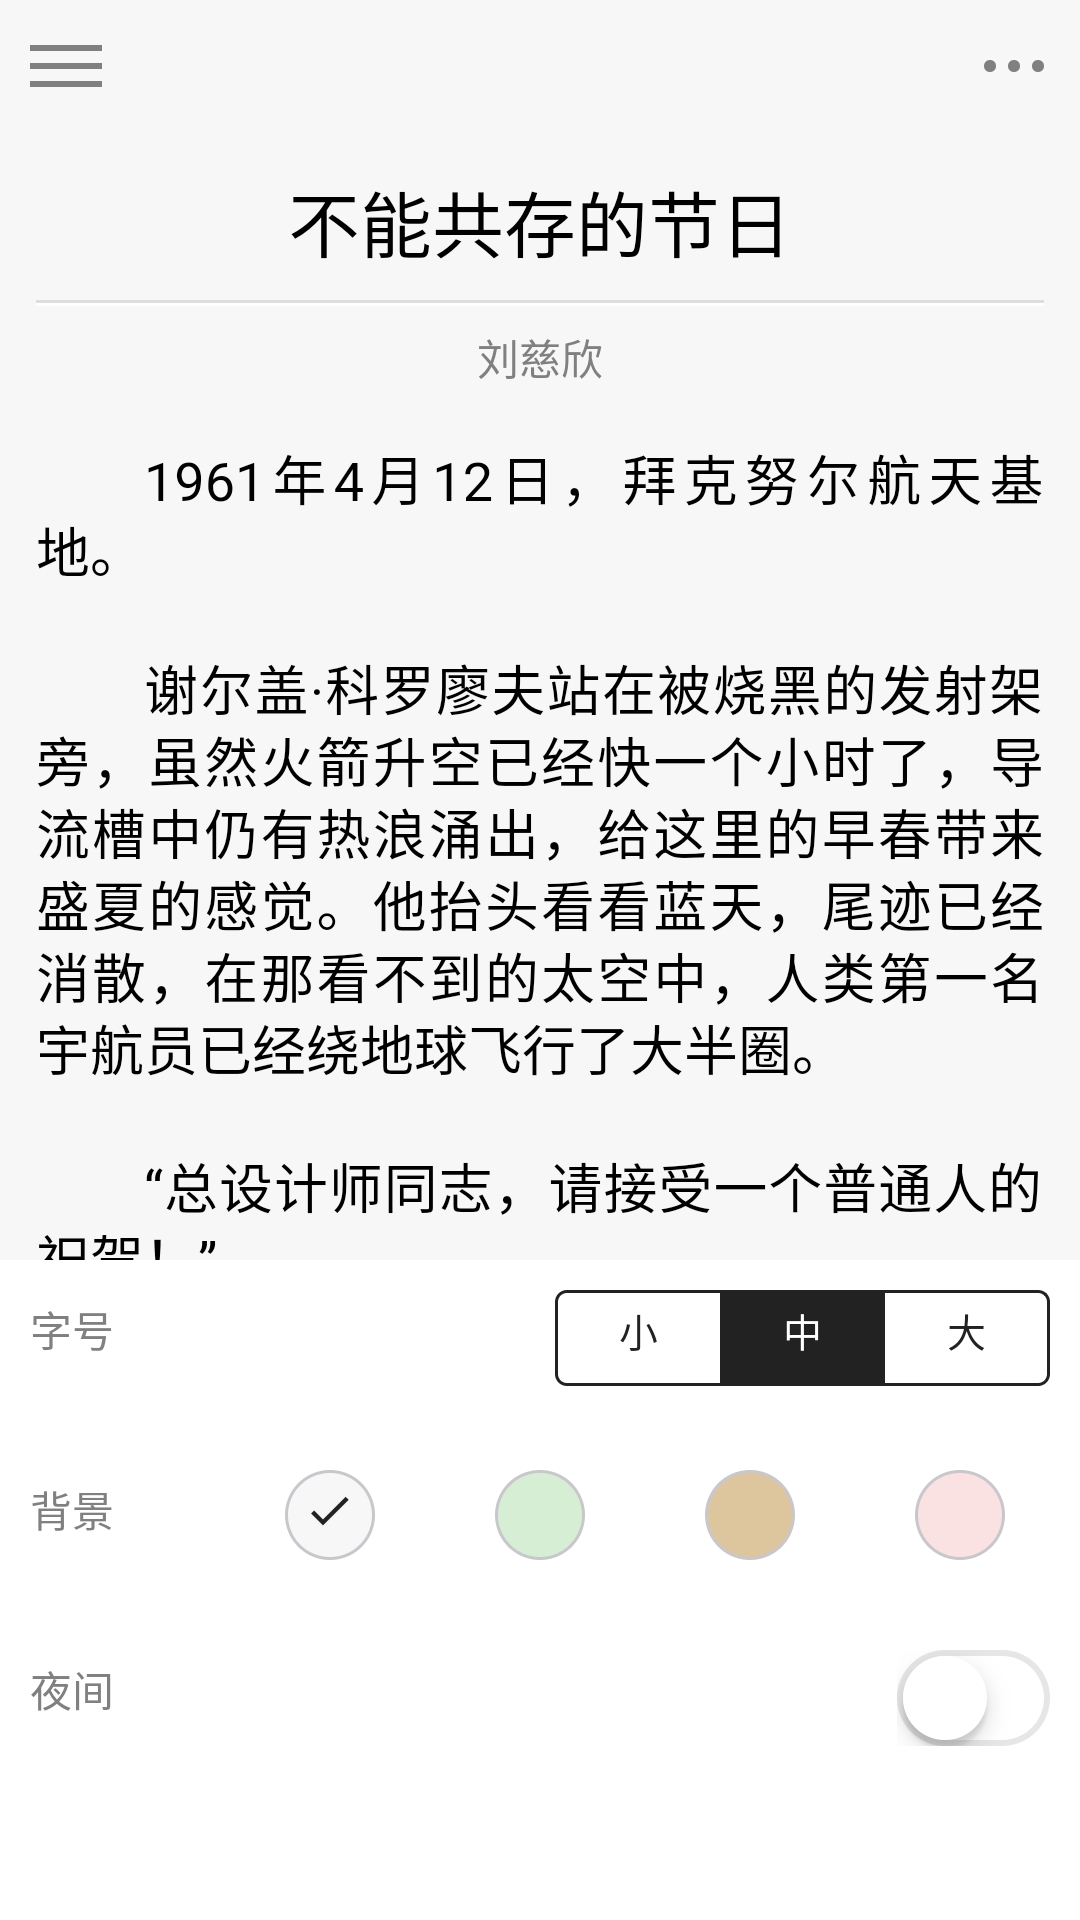 不能共存的节日
刘慈欣
1961年4月12日，拜克努尔航天基
地。
谢尔盖·科罗廖夫站在被烧黑的发射架
旁，虽然火箭升空已经快一个小时了，导
流槽中仍有热浪涌出，给这里的早春带来
盛夏的感觉。他抬头看看蓝天，尾迹已经
消散，在那看不到的太空中，人类第一名
宇航员已经绕地球飞行了大半圈。
“总设计师同志，请接受一个普通人的
祝贺！”
字号
小
中
大
背景
夜间